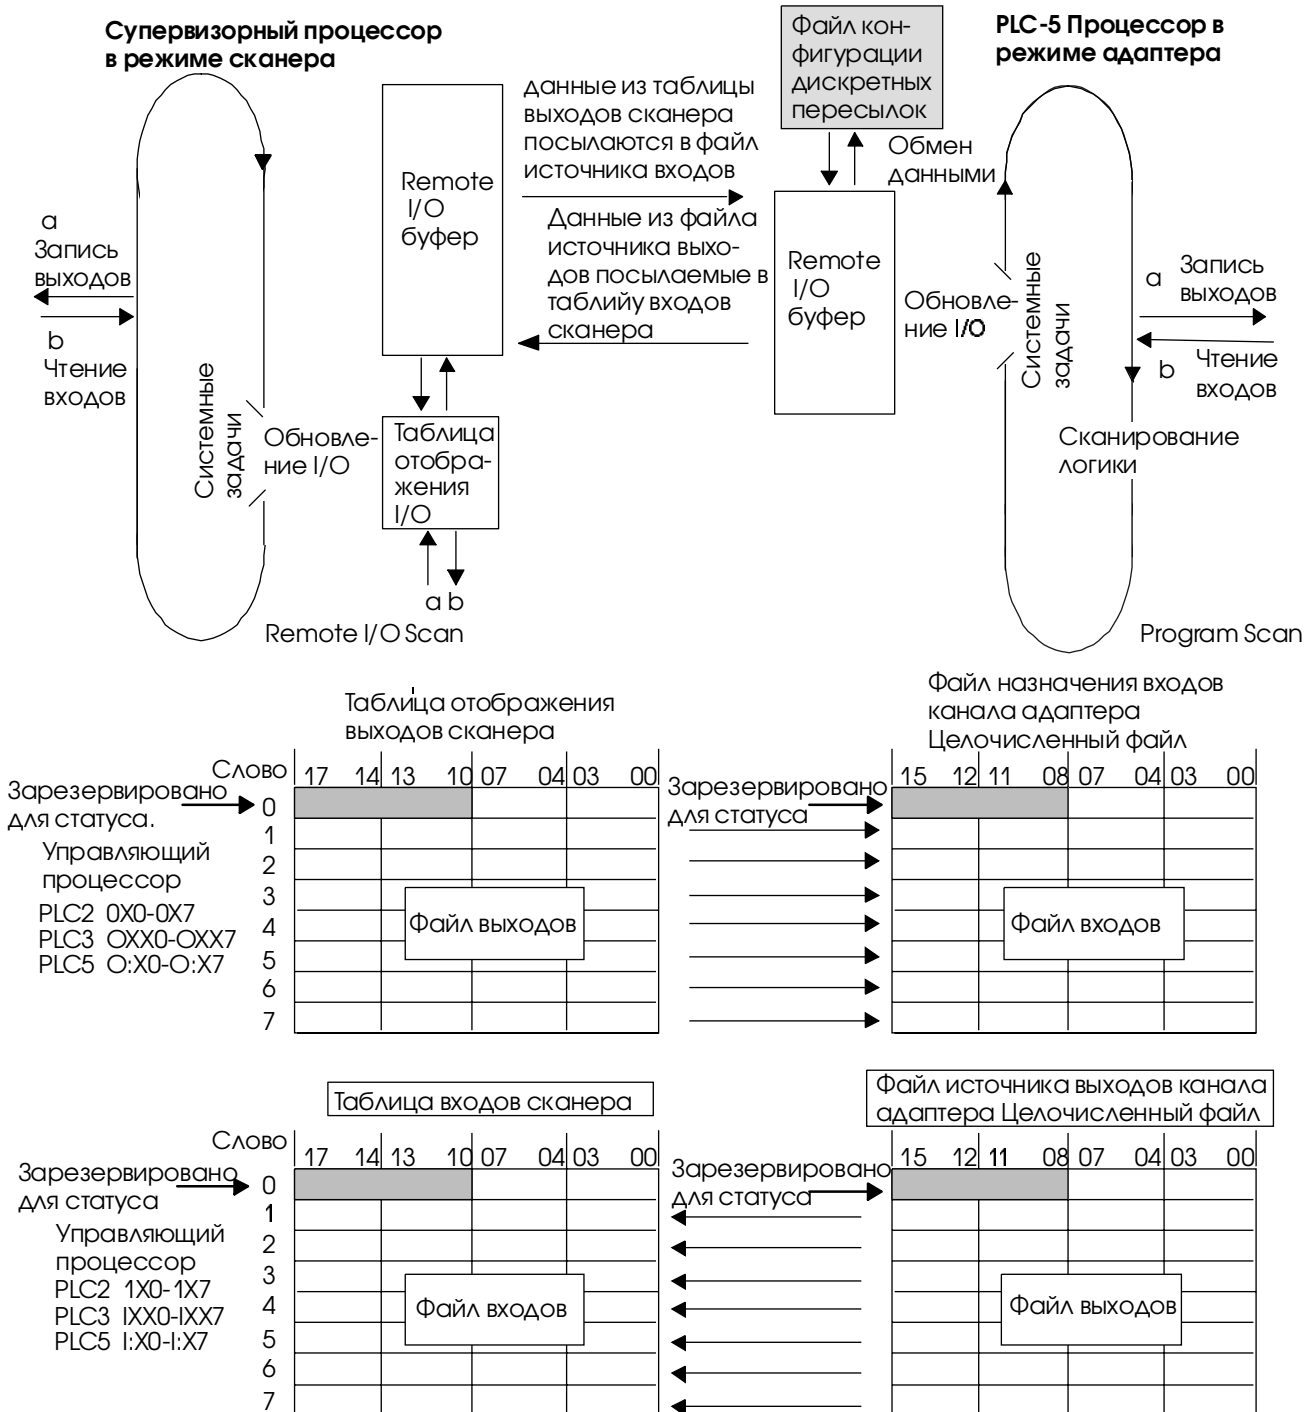 Супервизорный процессор
в режиме сканера
Файл кон-
фигурации
дискретных
пересылок
PLC-5 Процессор в
режиме адаптера
данные из таблицы
выходов сканера
посылаются в файл
источника входов
Обмен
данными
Remote
I/O
буфер
Данные из файла
источника выхо-
дов посылаемые в
таблийу входов
сканера
Remote
I/O
буфер
a
Запись
выходов
b
Чтение
входов
Системные
задачи
Обновле-
ние I/O
Таблица
отобра-
жения
I/O
a b
Remote I/O Scan
Обновле-
ние I/O
Системные
задачи
a
Запись
выходов
b
Чтение
входов
Сканирование
логики
Program Scan
Таблица отображения
выходов сканера
Файл назначения входов
канала адаптера
Целочисленный файл
Слово
17 14 13 10 07 04 03 00
15 12 11 08 07 04 03 00
Зарезервировано
для статуса.
Зарезервировано
для статуса
0
1
2
3
4
5
6
7
Управляющий
процессор
PLC2 0X0-0X7
PLC3 OXX0-OXX7
PLC5 O:X0-O:X7
Файл выходов
Файл входов
Таблица входов сканера
Файл источника выходов канала
адаптера Целочисленный файл
Слово
17 14 13 10 07 04 03 00
15 12 11 08 07 04 03 00
Зарезервировано
для статуса
Зарезервировано
для статуса
0
1
2
3
4
5
6
7
Управляющий
процессор
PLC2 1X0-1X7
PLC3 IXX0-IXX7
PLC5 I:X0-I:X7
Файл входов
Файл выходов